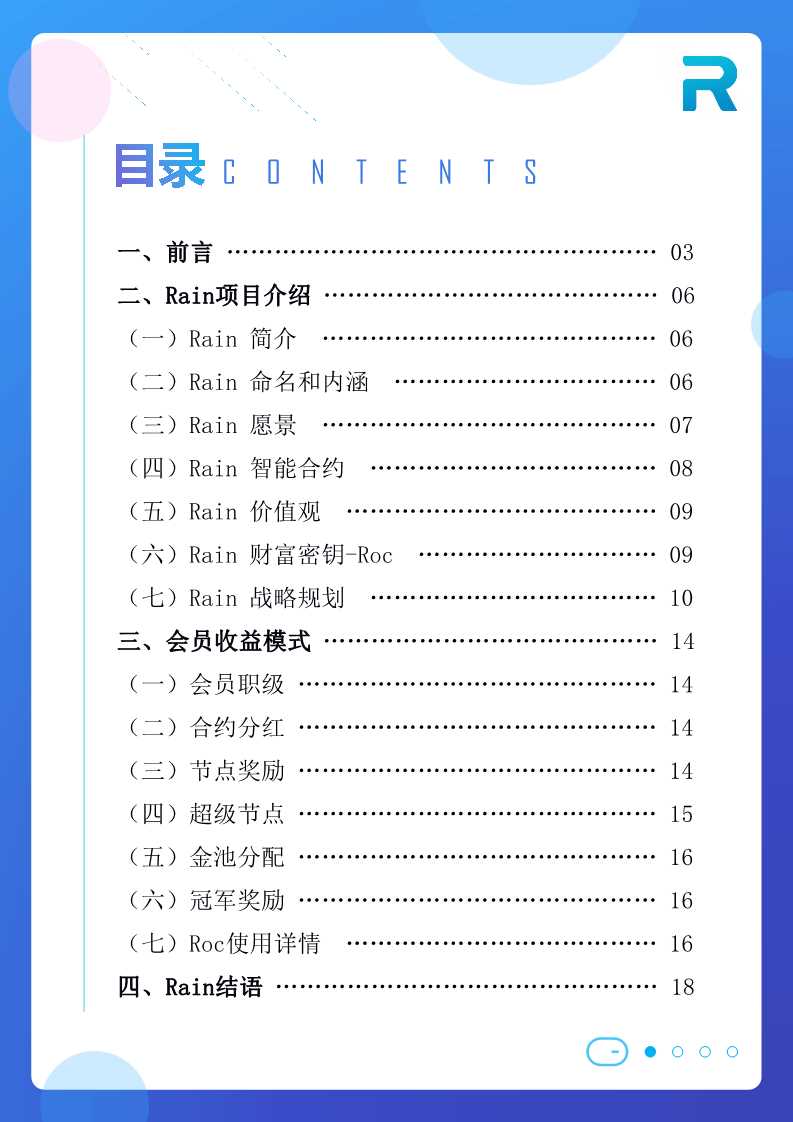 R
目录 CONTENTS
一、前言 ………………………………………………… 03
二、Rain项目介绍 ……………………………………… 06
（一）Rain 简介 ……………………………………… 06
（二）Rain 命名和内涵 ……………………………… 06
（三）Rain 愿景 ……………………………………… 07
（四）Rain 智能合约 ………………………………… 08
（五）Rain 价值观 …………………………………… 09
（六）Rain 财富密钥-Roc …………………………… 09
（七）Rain 战略规划 ………………………………… 10
三、会员收益模式 ……………………………………… 14
（一）会员职级 ………………………………………… 14
（二）合约分红 ………………………………………… 14
（三）节点奖励 ………………………………………… 14
（四）超级节点 ………………………………………… 15
（五）金池分配 ………………………………………… 16
（六）冠军奖励 ………………………………………… 16
（七）Roc使用详情 …………………………………… 16
四、Rain结语 …………………………………………… 18